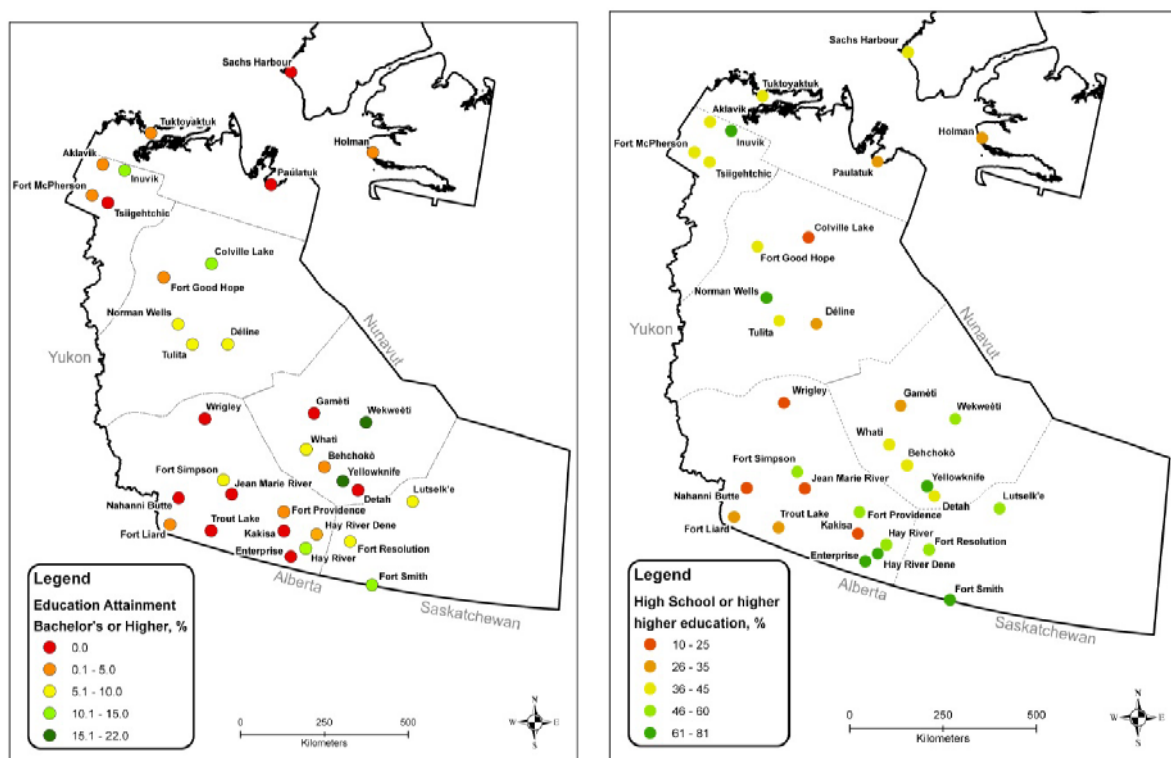 Sachs Harbour
Tuktoyaktuk
Holman
Aklavik
Inuvik
Paulatuk
Fort McPherson
Tsiigehtchic
Colville Lake
Fort Good Hope
Norman Wells
Déline
Tulita
Yukon
Nunavut
Wrigley
Gamèti
Wekweèti
Whati
Behchokò
Fort Simpson
Yellowknife
Jean Marie River
Detah
Lutselk'e
Nahanni Butte
Fort Providence
Fort Liard
Trout Lake
Kakisa
Hay River Dene
Enterprise
Hay River
Fort Resolution
Alberta
Fort Smith
Saskatchewan
Legend
Education Attainment
Bachelor's or Higher, %
0.0
0.1 - 5.0
5.1 - 10.0
10.1 - 15.0
15.1 - 22.0
0 250 500
Kilometers
N
W E
S
Sachs Harbour
Tuktoyaktuk
Aklavik
Holman
Inuvik
Fort McPherson
Paulatuk
Tsiigehtchic
Colville Lake
Fort Good Hope
Norman Wells
Déline
Tulita
Yukon
Nunavut
Wrigley
Gamèti
Wekweèti
Whati
Behchokò
Fort Simpson
Yellowknife
Jean Marie River
Nahanni Butte
Lutselk'e
Detah
Fort Providence
Trout Lake
Fort Liard
Kakisa
Hay River
Fort Resolution
Enterprise
Hay River Dene
Alberta
Fort Smith
Saskatchewan
Legend
High School or higher
higher education, %
10 - 25
26 - 35
36 - 45
46 - 60
61 - 81
0 250 500
Kilometers
N
W E
S